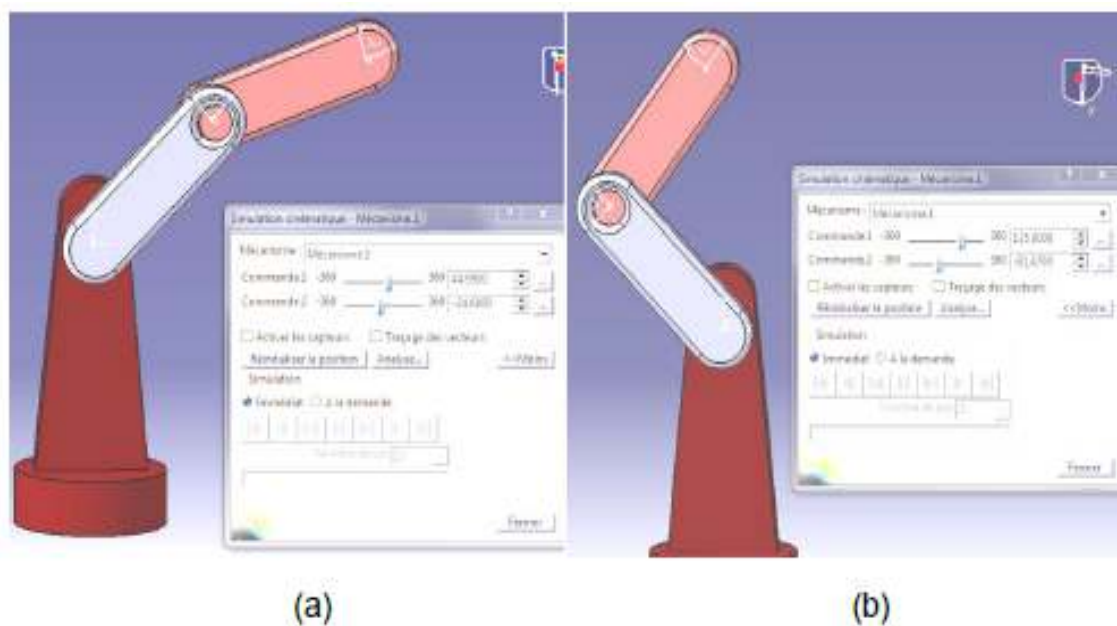 Simulation cinématique - Mécanisme.1
Mécanisme : Mécanisme.1
Commande.1 -360 360
Commande.2 -360 360
Activer les capteurs Traçage des vecteurs
Réinitialiser la position Analyse... <<Moins
Simulation
Immédiat A la demande
Fermer
Simulation cinématique - Mécanisme.1
Mécanisme : Mécanisme.1
Commande.1 -360 360
Commande.2 -360 360
Activer les capteurs Traçage des vecteurs
Réinitialiser la position Analyse... <<Moins
Simulation
Immédiat A la demande
Fermer
(a)
(b)